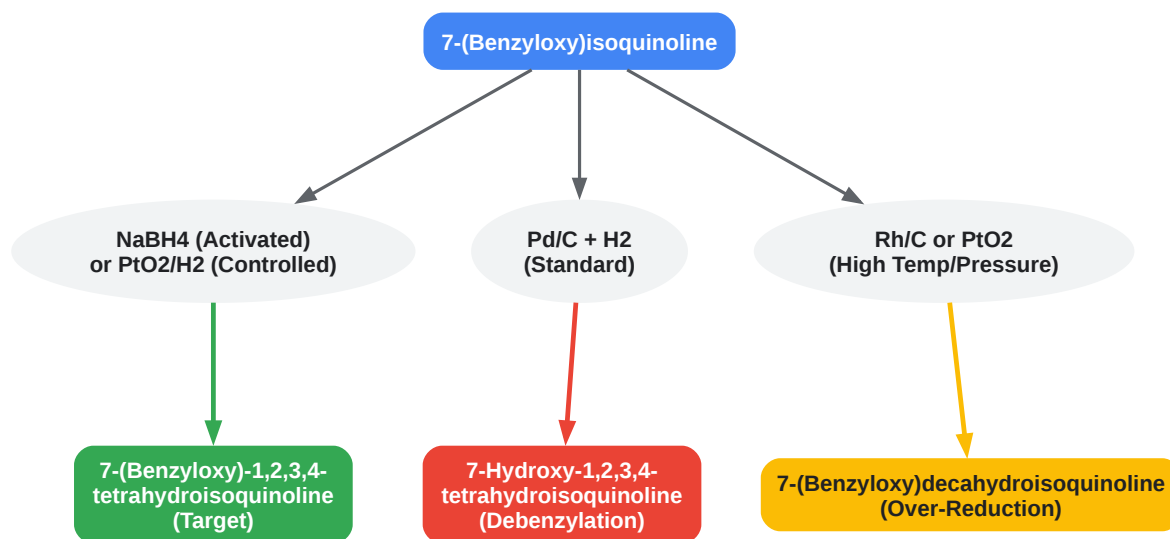 7-(Benzyloxy)isoquinoline
NaBH4 (Activated)
or PtO2/H2 (Controlled)
Pd/C + H2
(Standard)
Rh/C or PtO2
(High Temp/Pressure)
7-(Benzyloxy)-1,2,3,4-
tetrahydroisoquinoline
(Target)
7-Hydroxy-1,2,3,4-
tetrahydroisoquinoline
(Debenzylation)
7-(Benzyloxy)decahydroisoquinoline
(Over-Reduction)